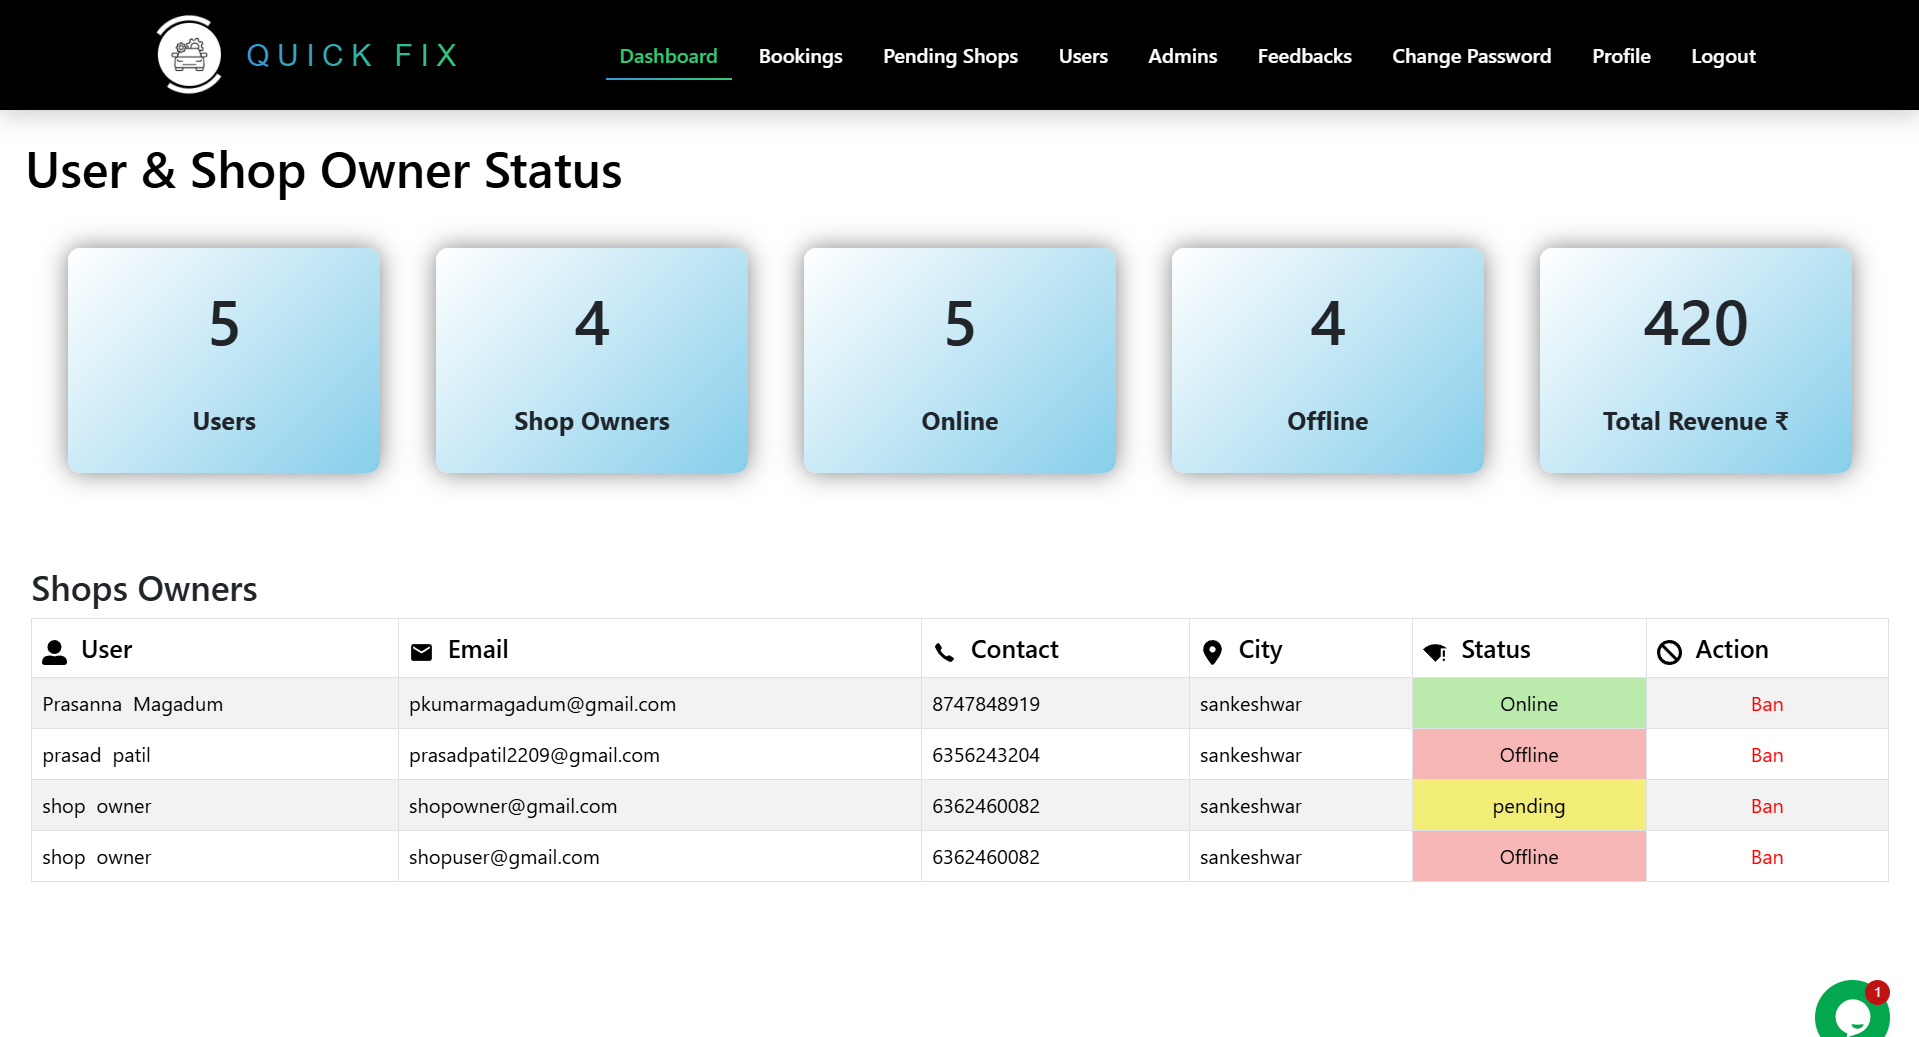 QUICK FIX
Dashboard Bookings Pending Shops Users Admins Feedbacks Change Password Profile Logout
User & Shop Owner Status
5 4 5 4 420
Users Shop Owners Online Offline Total Revenue ₹
Shops Owners
User Email Contact City Status Action
Prasanna Magadum pkumarmagadum@gmail.com 8747848919 sankeshwar Online Ban
prasad patil prasadpatil2209@gmail.com 6356243204 sankeshwar Offline Ban
shop owner shopowner@gmail.com 6362460082 sankeshwar pending Ban
shop owner shopuser@gmail.com 6362460082 sankeshwar Offline Ban
1